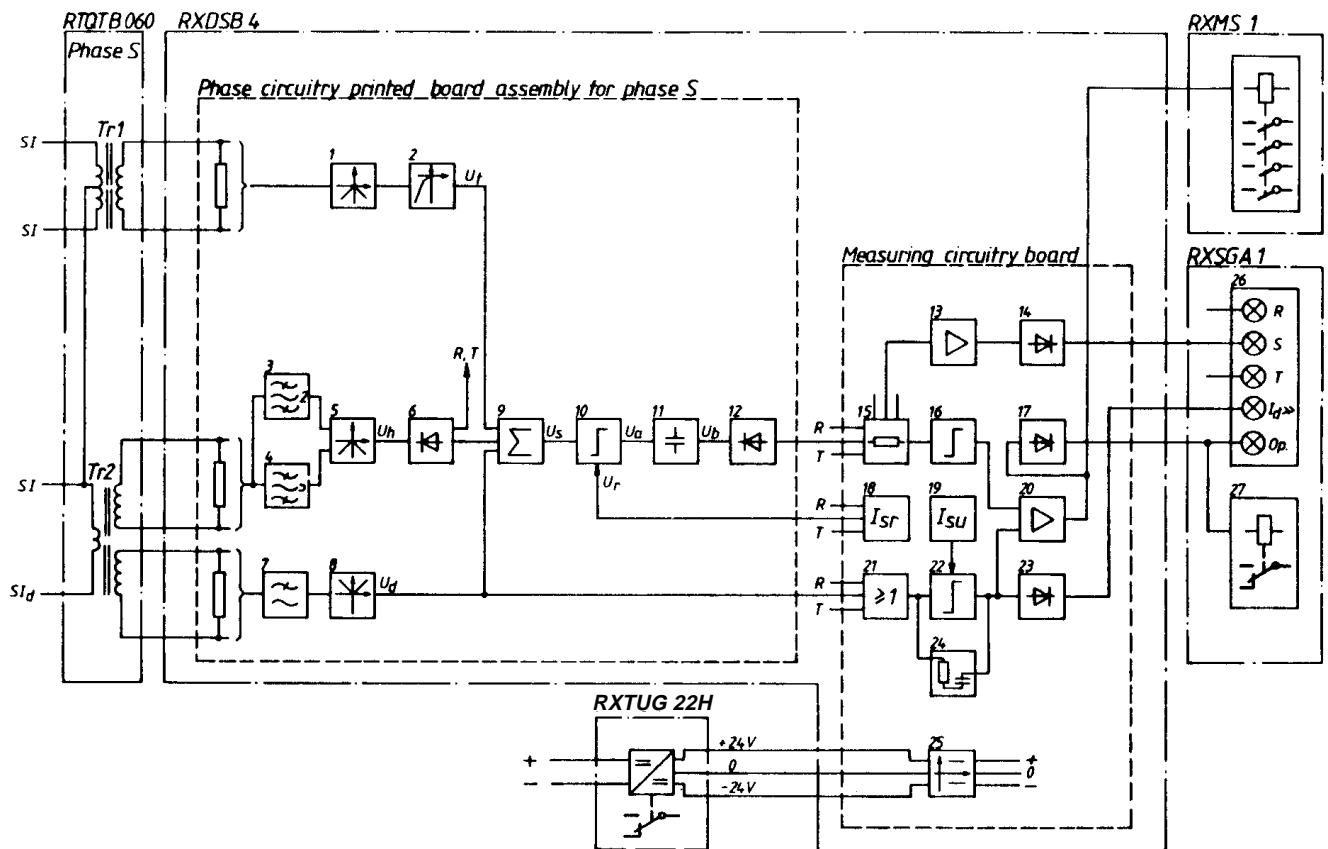 RTQTB 060
RXDSB 4
RXMS 1
Phase S
Phase circuitry printed board assembly for phase S
Tr1
SI
SI
1
2
Ut
Measuring circuitry board
RXSGA 1
26
R
S
T
Id>>
Op.
13
14
R, T
3
2
4
5
5
Uh
6
9
Us
10
Ua
11
Ub
12
Ur
R
T
15
16
17
SI
Tr2
R
T
18
Isr
19
Isu
20
27
SId
7
8
Ud
R
T
21
≥1
22
23
24
RXTUG 22H
+
-
=
=
+24V
0
-24V
25
+
0
-